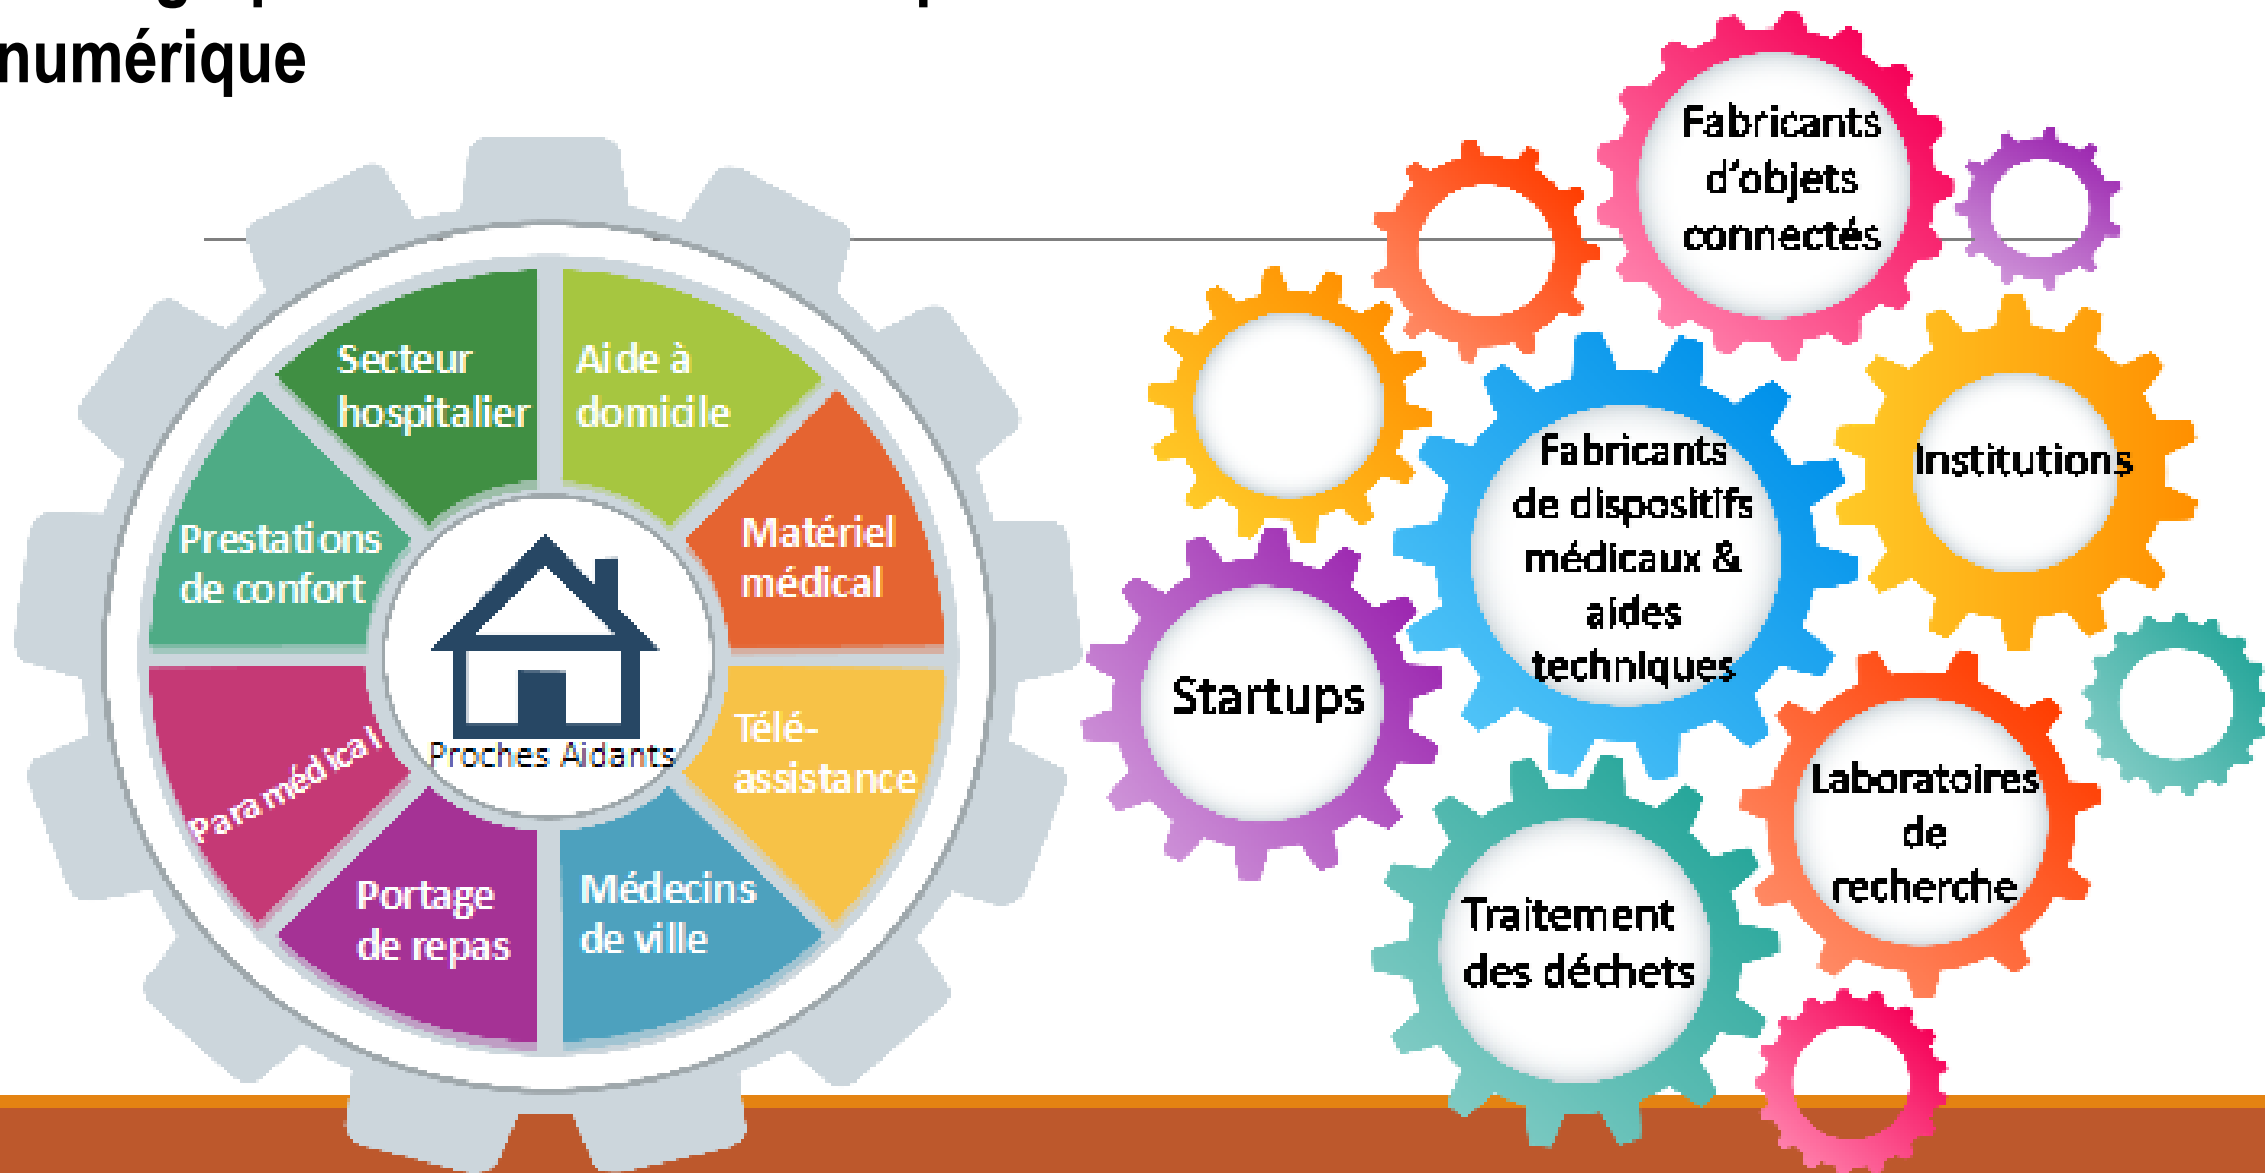 numérique
Secteur
hospitalier
Aide à
domicile
Matériel
médical
Télé-
assistance
Médecins
de ville
Portage
de repas
Paramédical
Prestations
de confort
Proches Aidants
Fabricants
d'objets
connectés
Fabricants
de dispositifs
médicaux &
aides
techniques
Institutions
Startups
Laboratoires
de
recherche
Traitement
des déchets